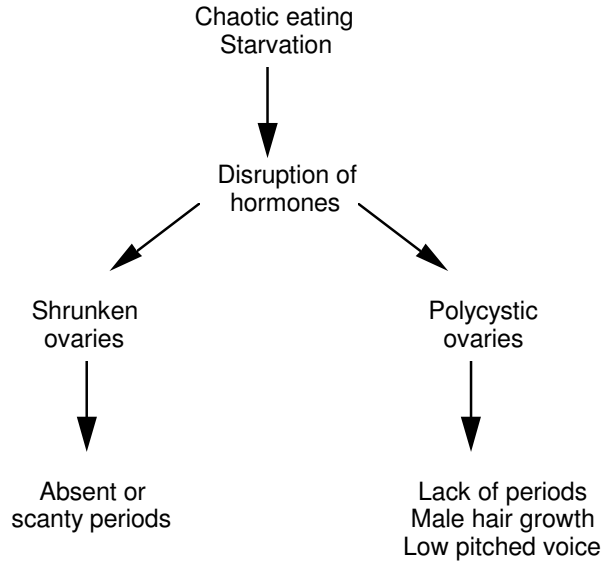 Chaotic eating
Starvation
Disruption of
hormones
Shrunken
ovaries
Polycystic
ovaries
Absent or
scanty periods
Lack of periods
Male hair growth
Low pitched voice